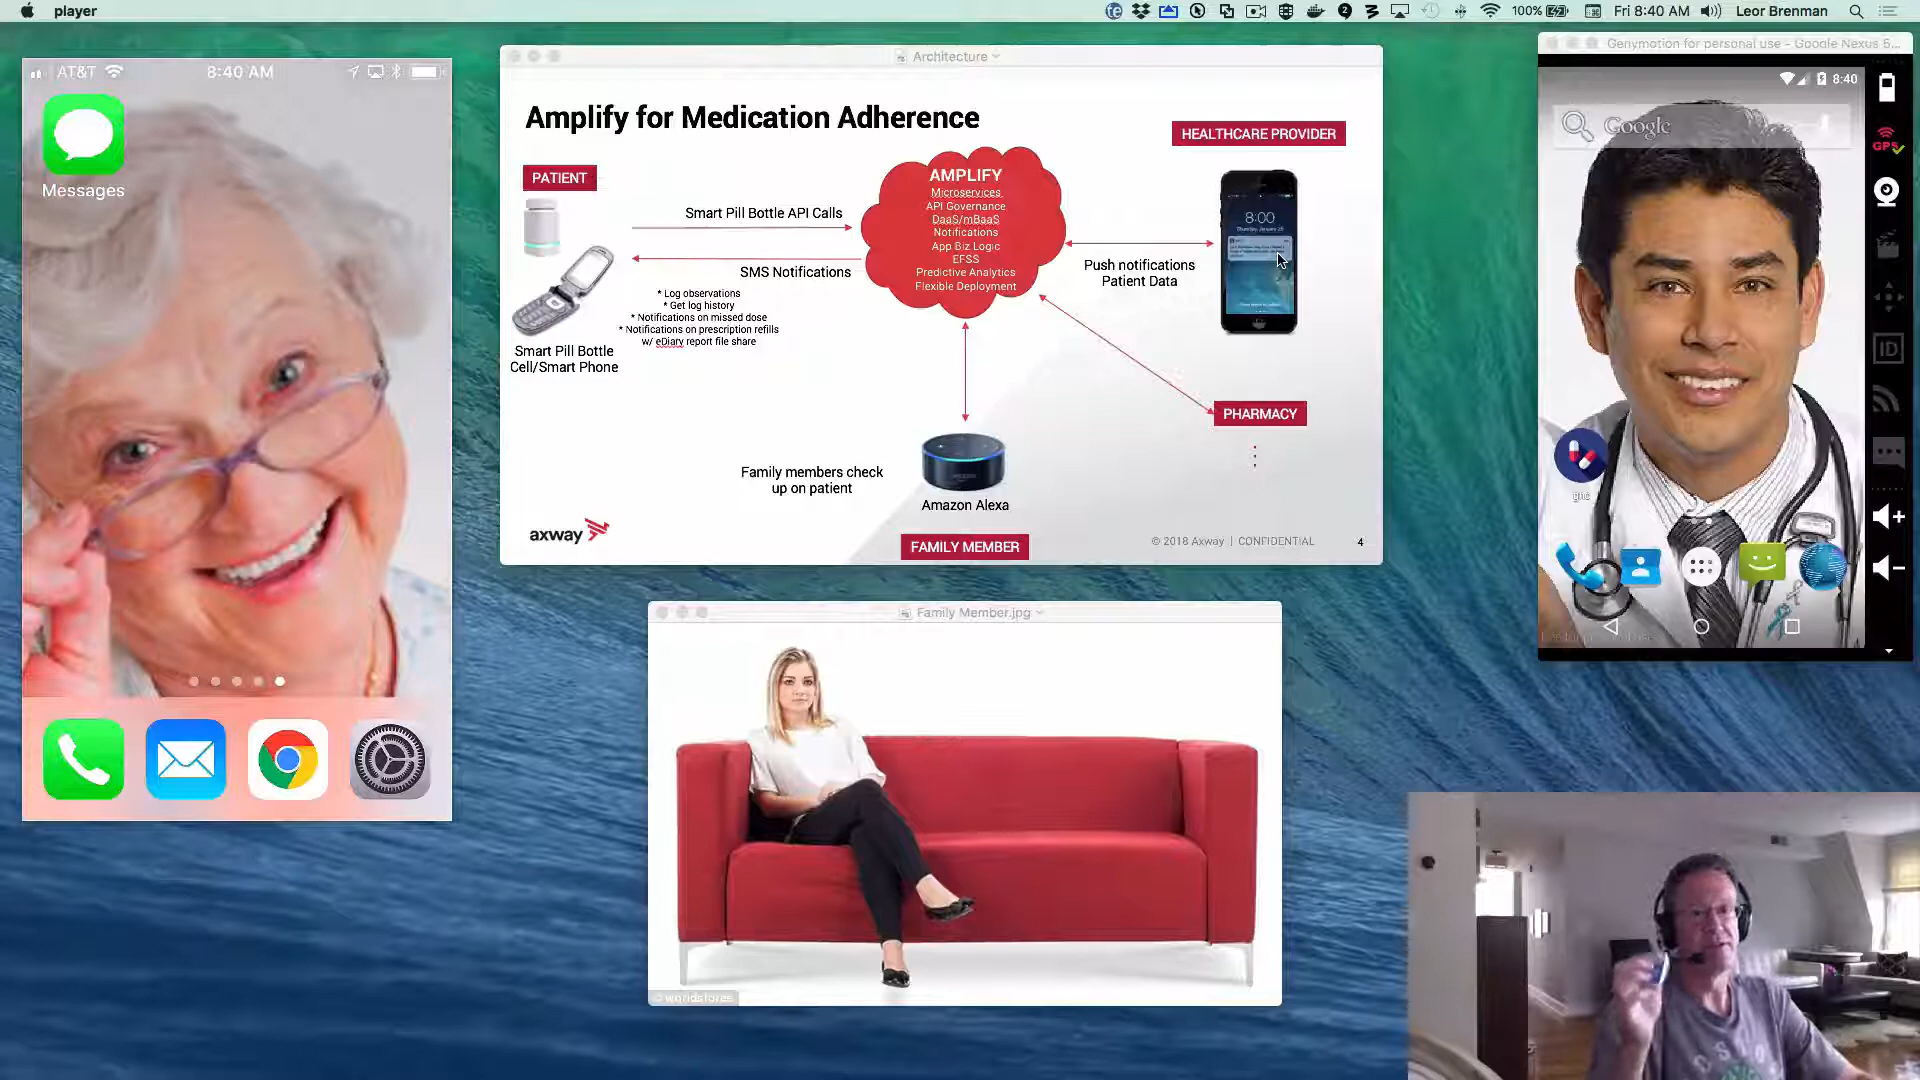 player
100%
Fri 8:40 AM
Leor Brenman
AT&T
8:40 AM
Messages
Architecture
Amplify for Medication Adherence
PATIENT
Smart Pill Bottle API Calls
SMS Notifications
* Log observations
* Get log history
* Notifications on missed dose
* Notifications on prescription refills
w/ eDiary report file share
Smart Pill Bottle
Cell/Smart Phone
AMPLIFY
Microservices
API Governance
DaaS/mBaaS
Notifications
App Biz Logic
EFSS
Predictive Analytics
Flexible Deployment
HEALTHCARE PROVIDER
8:00
Push notifications
Patient Data
PHARMACY
Family members check
up on patient
Amazon Alexa
FAMILY MEMBER
axway
© 2018 Axway | CONFIDENTIAL
4
Family Member.jpg
© worldstores
Genymotion for personal use - Google Nexus 5...
8:40
Google
GPS
ID